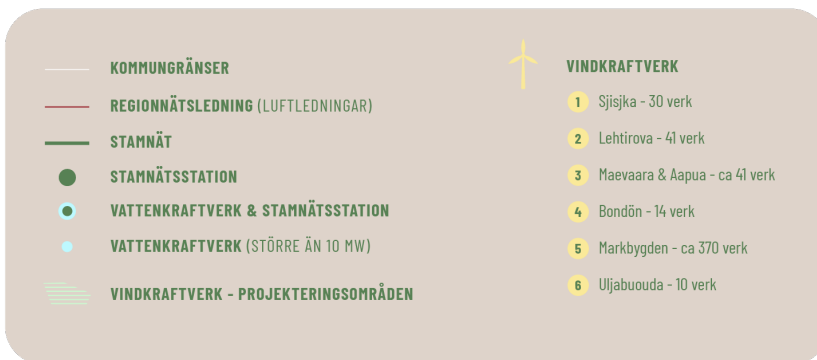 KOMMUNGRÄNSER
REGIONNÄTSLEDNING (LUFTLEDNINGAR)
STAMNÄT
STAMNÄTSSTATION
VATTENKRAFTVERK & STAMNÄTSSTATION
VATTENKRAFTVERK (STÖRRE ÄN 10 MW)
VINDKRAFTVERK - PROJEKTERINGSOMRÅDEN
VINDKRAFTVERK
1 Sjisjka - 30 verk
2 Lehtirova - 41 verk
3 Maevaara & Aapua - ca 41 verk
4 Bondön - 14 verk
5 Markbygden - ca 370 verk
6 Uljabuouda - 10 verk